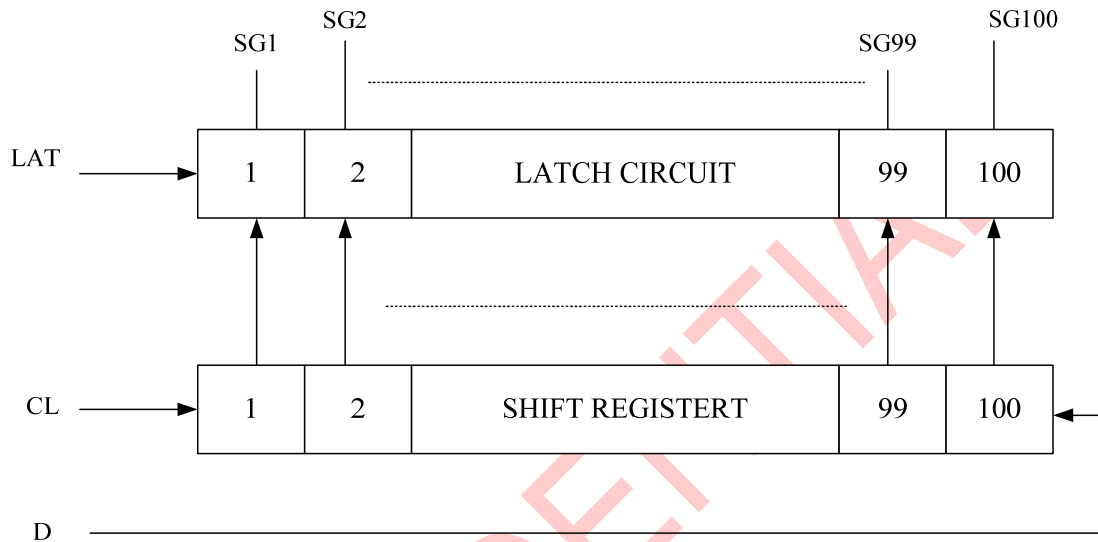 SG1 SG2 SG99 SG100
LAT 1 2 LATCH CIRCUIT 99 100
CL 1 2 SHIFT REGISTERT 99 100
D